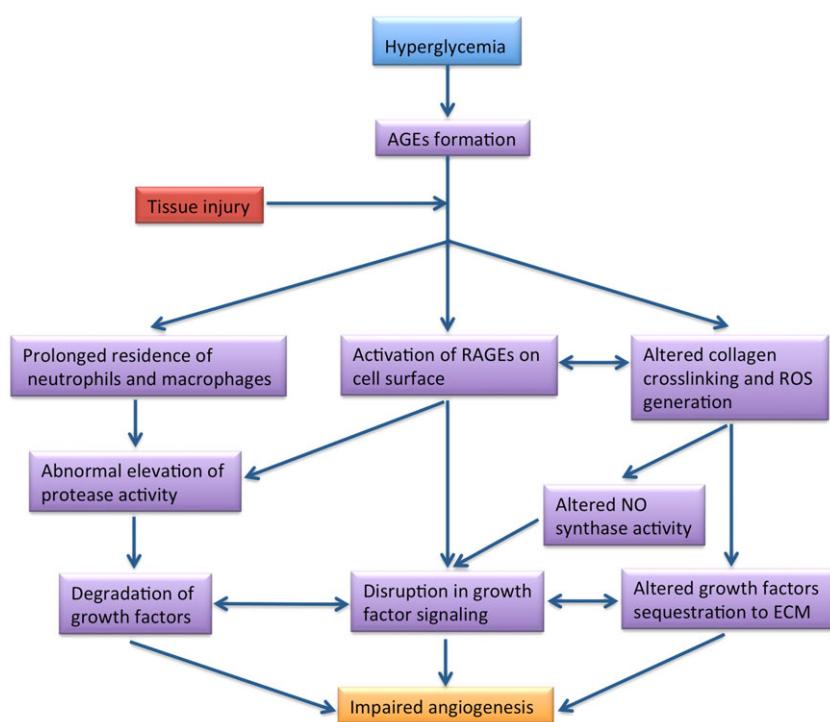 Hyperglycemia
AGEs formation
Tissue injury
Prolonged residence of
neutrophils and macrophages
Activation of RAGEs on
cell surface
Altered collagen
crosslinking and ROS
generation
Abnormal elevation of
protease activity
Altered NO
synthase activity
Degradation of
growth factors
Disruption in growth
factor signaling
Altered growth factors
sequestration to ECM
Impaired angiogenesis